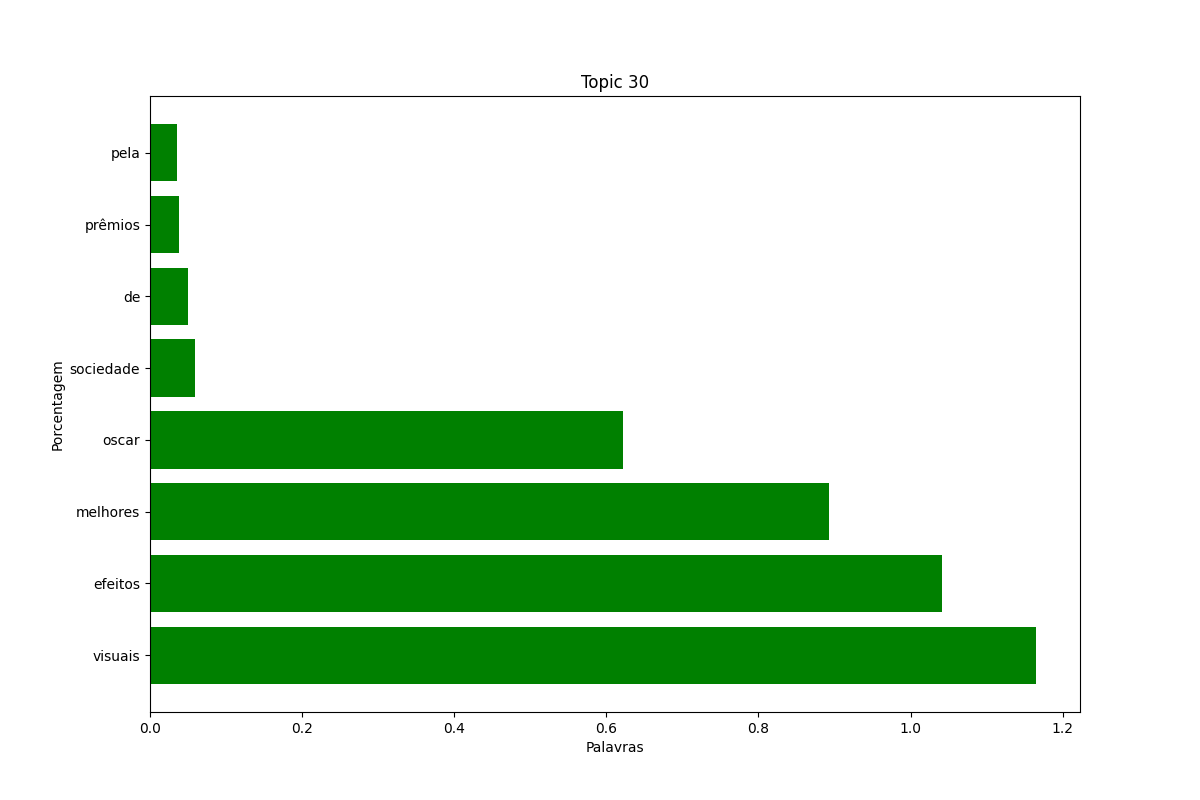 Topic 30
pela
prêmios
de
sociedade
oscar
melhores
efeitos
visuais
Porcentagem
0.0 0.2 0.4 0.6 0.8 1.0 1.2
Palavras